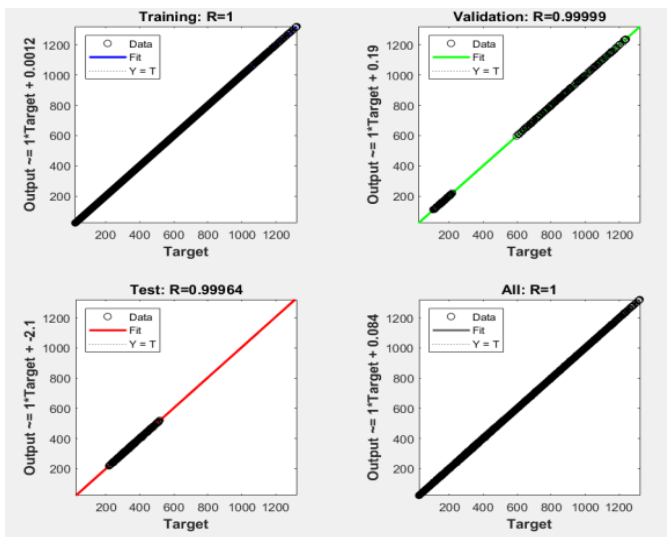 Training: R=1
Output ~= 1*Target + 0.0012
1200
1000
800
600
400
200
Data
Fit
Y = T
200 400 600 800 1000 1200
Target
Validation: R=0.99999
Output ~= 1*Target + 0.19
1200
1000
800
600
400
200
Data
Fit
Y = T
200 400 600 800 1000 1200
Target
Test: R=0.99964
Output ~= 1*Target + -2.1
1200
1000
800
600
400
200
Data
Fit
Y = T
200 400 600 800 1000 1200
Target
All: R=1
Output ~= 1*Target + 0.084
1200
1000
800
600
400
200
Data
Fit
Y = T
200 400 600 800 1000 1200
Target